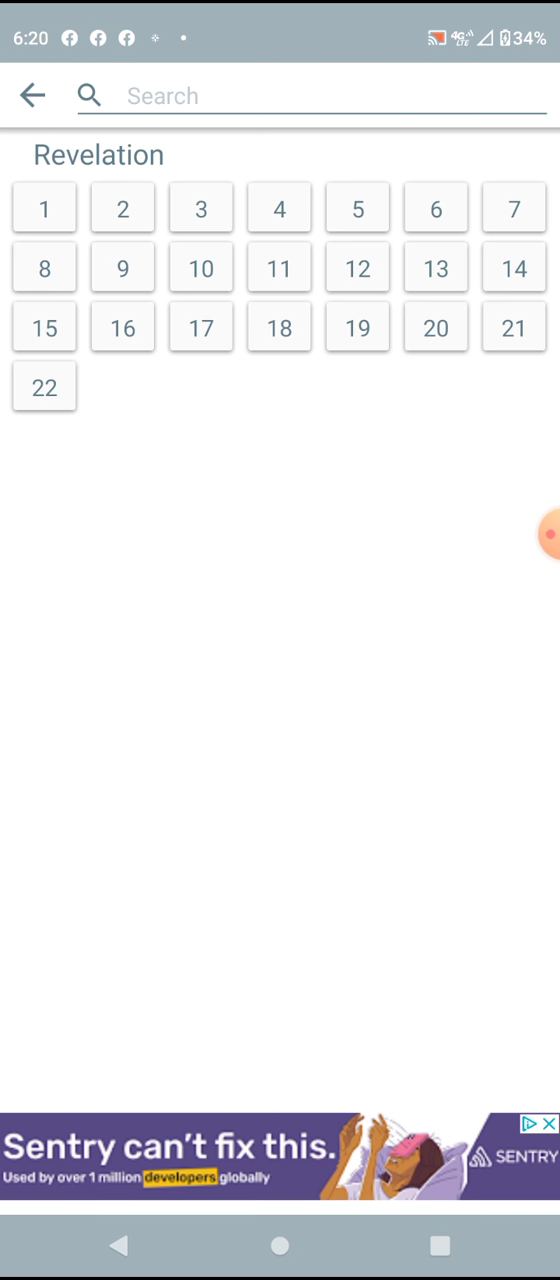 6:20 4G LTE 34%
Search
Revelation
1 2 3 4 5 6 7
8 9 10 11 12 13 14
15 16 17 18 19 20 21
22
Sentry can't fix this.
Used by over 1 million developers globally
SENTRY